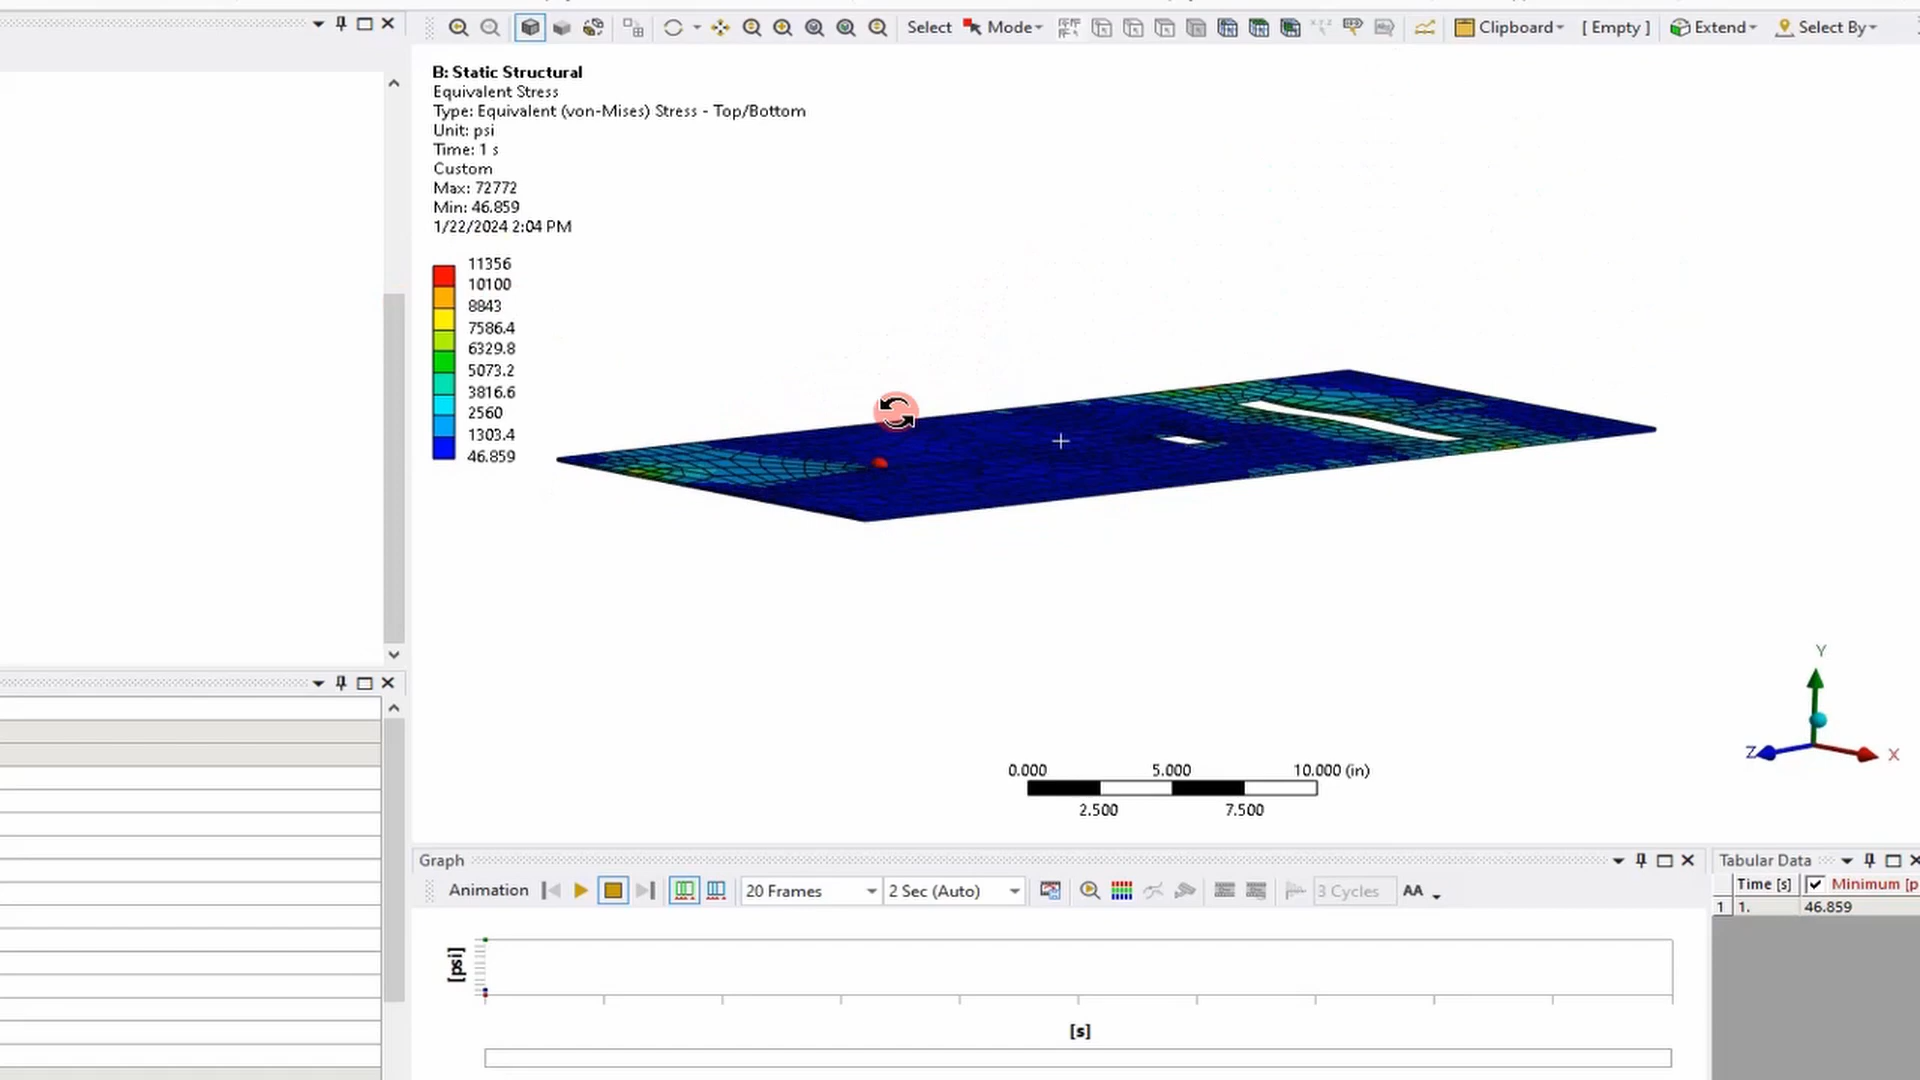 Select Mode Clipboard [ Empty ] Extend Select By
B: Static Structural
Equivalent Stress
Type: Equivalent (von-Mises) Stress - Top/Bottom
Unit: psi
Time: 1 s
Custom
Max: 72772
Min: 46.859
1/22/2024 2:04 PM
11356
10100
8843
7586.4
6329.8
5073.2
3816.6
2560
1303.4
46.859
Y
Z X
0.000 5.000 10.000 (in)
2.500 7.500
Graph
Animation 20 Frames 2 Sec (Auto) 3 Cycles AA
[psi]
[s]
Tabular Data
Time [s] Minimum [p
1 1. 46.859